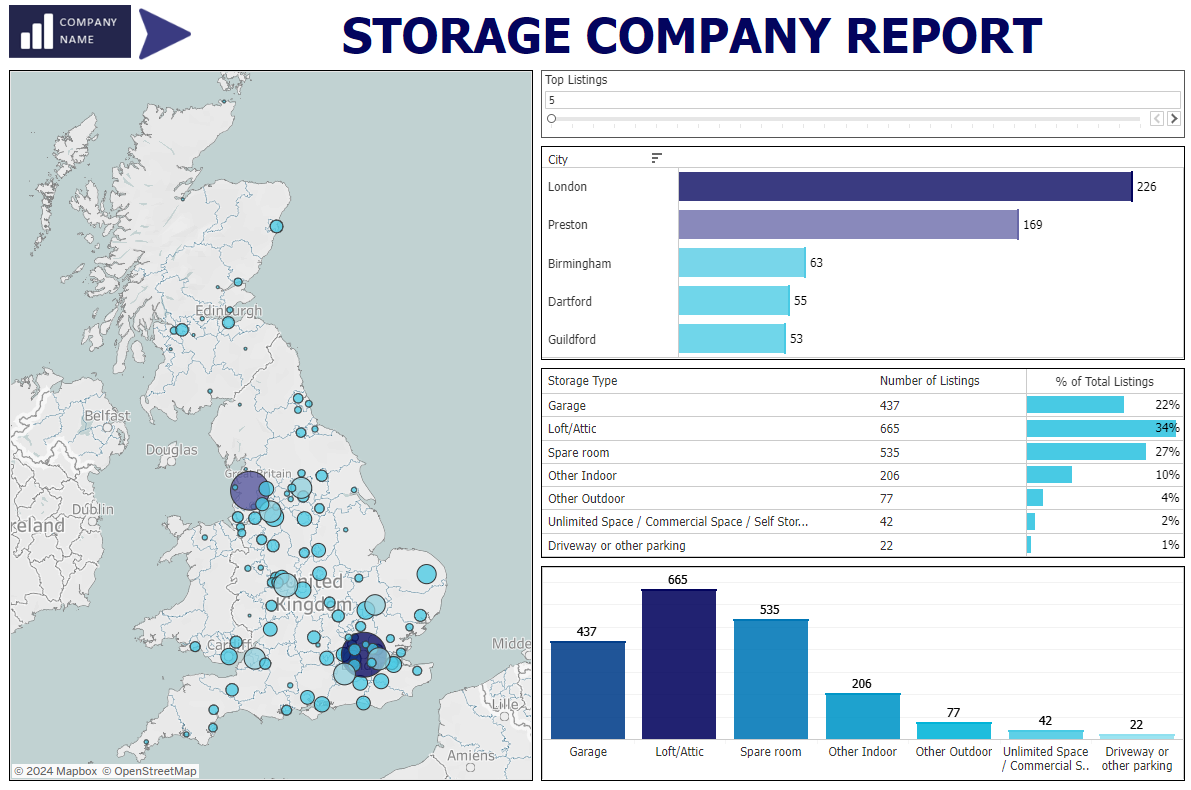 COMPANY
NAME
STORAGE COMPANY REPORT
Edinburgh
Belfast
Douglas
Great Britain
Dublin
eland
United
Kingdom
Cardiff
Midde
Lille
Amiens
© 2024 Mapbox © OpenStreetMap
Top Listings
5
City
London 226
Preston 169
Birmingham 63
Dartford 55
Guildford 53
Storage Type Number of Listings % of Total Listings
Garage 437 22%
Loft/Attic 665 34%
Spare room 535 27%
Other Indoor 206 10%
Other Outdoor 77 4%
Unlimited Space / Commercial Space / Self Stor... 42 2%
Driveway or other parking 22 1%
437 665 535 206 77 42 22
Garage Loft/Attic Spare room Other Indoor Other Outdoor Unlimited Space Driveway or
/ Commercial S.. other parking